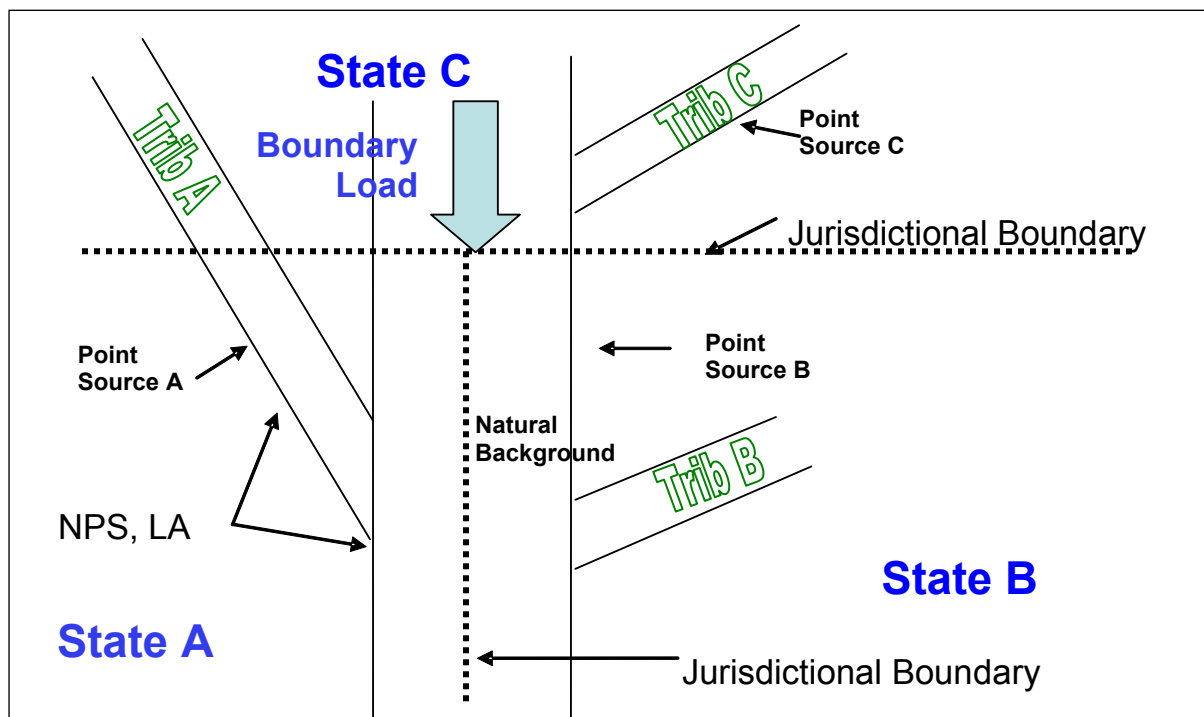 State C
Trib A
Trib C
Boundary
Load
Point
Source C
Jurisdictional Boundary
Point
Source A
Point
Source B
Natural
Background
Trib B
NPS, LA
State B
State A
Jurisdictional Boundary